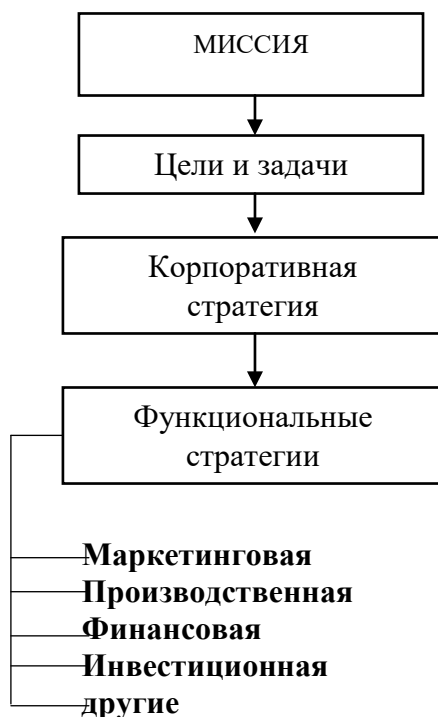 МИССИЯ
Цели и задачи
Корпоративная
стратегия
Функциональные
стратегии
Маркетинговая
Производственная
Финансовая
Инвестиционная
другие